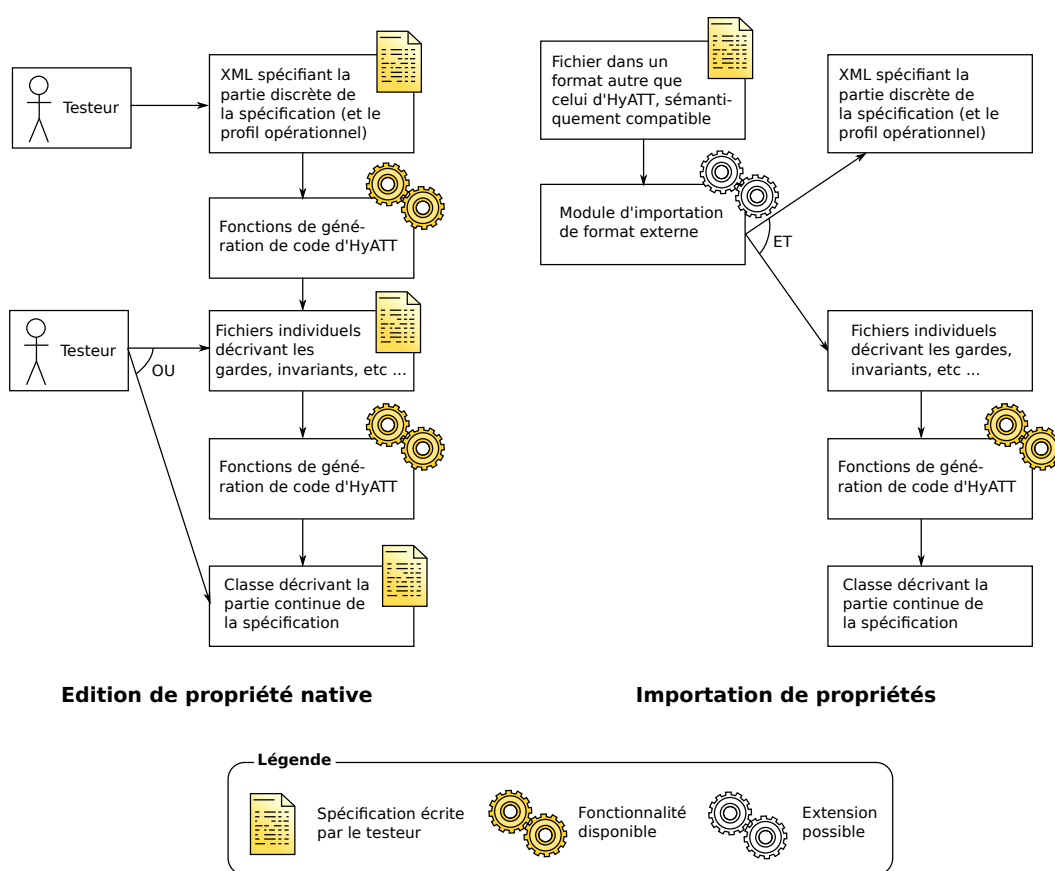 XML spécifiant la
partie discrète de
la spécification (et le
profil opérationnel)
Testeur
Fonctions de géné-
ration de code d'HyATT
Fichiers individuels
décrivant les
gardes, invariants, etc ...
Testeur
OU
Fonctions de géné-
ration de code d'HyATT
Classe décrivant la
partie continue de
la spécification
Edition de propriété native
Fichier dans un
format autre que
celui d'HyATT, sémanti-
quement compatible
Module d'importation
de format externe
ET
XML spécifiant la
partie discrète de
la spécification (et le
profil opérationnel)
Fichiers individuels
décrivant les gardes,
invariants, etc ...
Fonctions de géné-
ration de code d'HyATT
Classe décrivant la
partie continue de
la spécification
Importation de propriétés
Légende
Spécification écrite
par le testeur
Fonctionnalité
disponible
Extension
possible